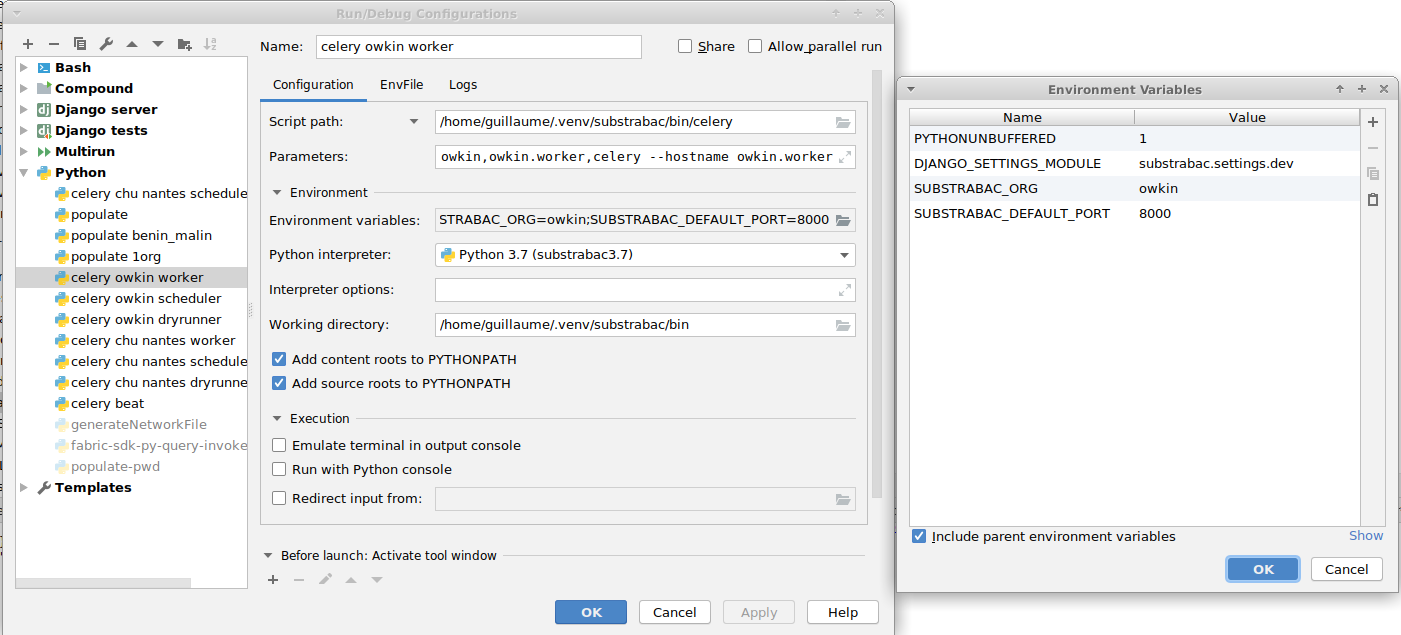 Run/Debug Configurations
Name: celery owkin worker Share Allow parallel run
Bash
Compound
Django server
Django tests
Multirun
Python
celery chu nantes schedule
populate
populate benin_malin
populate 1org
celery owkin worker
celery owkin scheduler
celery owkin dryrunner
celery chu nantes worker
celery chu nantes schedule
celery chu nantes dryrunne
celery beat
generateNetworkFile
fabric-sdk-py-query-invoke
populate-pwd
Templates
Configuration EnvFile Logs
Script path: /home/guillaume/.venv/substrabac/bin/celery
Parameters: owkin,owkin.worker,celery --hostname owkin.worker
Environment
Environment variables: STRABAC_ORG=owkin;SUBSTRABAC_DEFAULT_PORT=8000
Python interpreter: Python 3.7 (substrabac3.7)
Interpreter options:
Working directory: /home/guillaume/.venv/substrabac/bin
Add content roots to PYTHONPATH
Add source roots to PYTHONPATH
Execution
Emulate terminal in output console
Run with Python console
Redirect input from:
Before launch: Activate tool window
OK Cancel Apply Help
Environment Variables
Name Value
PYTHONUNBUFFERED 1
DJANGO_SETTINGS_MODULE substrabac.settings.dev
SUBSTRABAC_ORG owkin
SUBSTRABAC_DEFAULT_PORT 8000
Include parent environment variables Show
OK Cancel